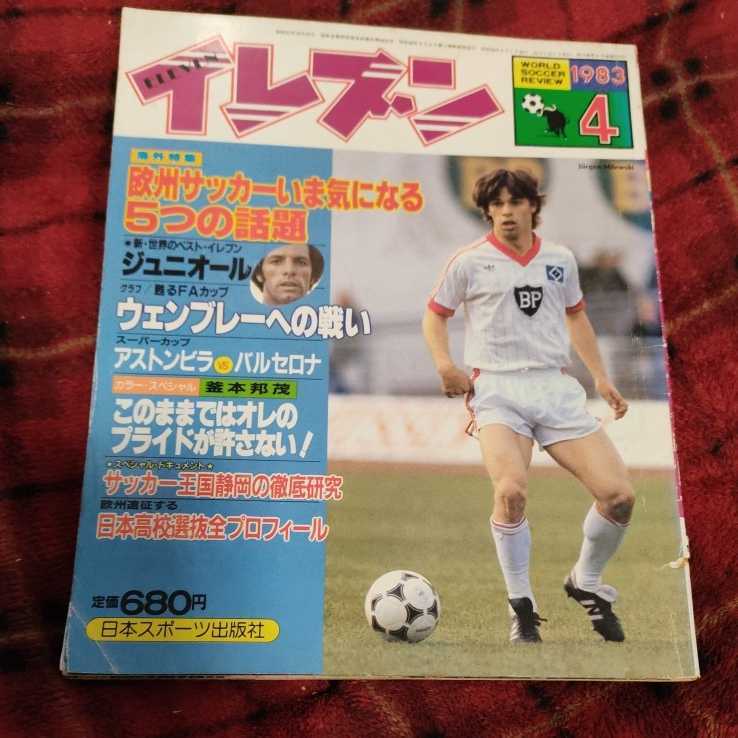 イレブン
ELEVEN
WORLD
SOCCER
REVIEW
1983
4
Jürgen Milewski
海外特集
欧州サッカーいま気になる
5つの話題
★新・世界のベスト・イレブン
ジュニオール
グラフ/甦るFAカップ
ウェンブレーへの戦い
スーパーカップ
アストンビラvsバルセロナ
カラー・スペシャル 釜本邦茂
このままではオレの
プライドが許さない!
★スペシャル・ドキュメント★
サッカー王国静岡の徹底研究
欧州遠征する
日本高校選抜全プロフィール
BP
定価680円
日本スポーツ出版社